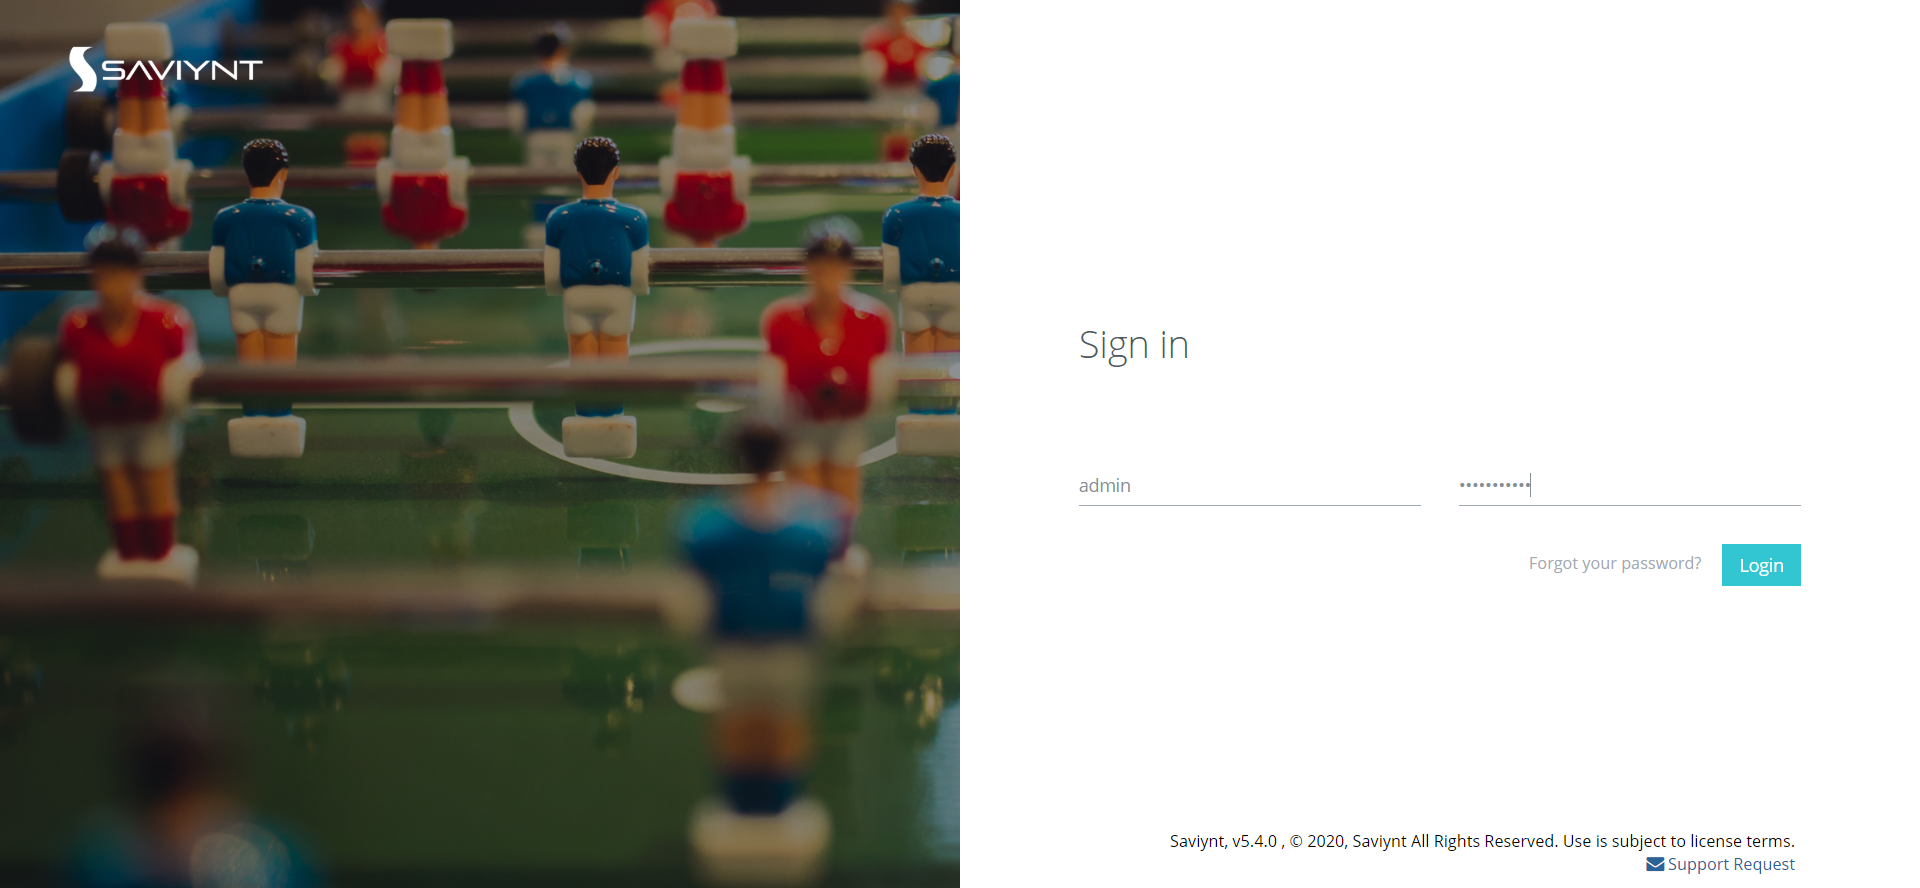 SAVIYNT
Sign in
admin
•••••••••••
Forgot your password?
Login
Saviynt, v5.4.0 , © 2020, Saviynt All Rights Reserved. Use is subject to license terms.
Support Request